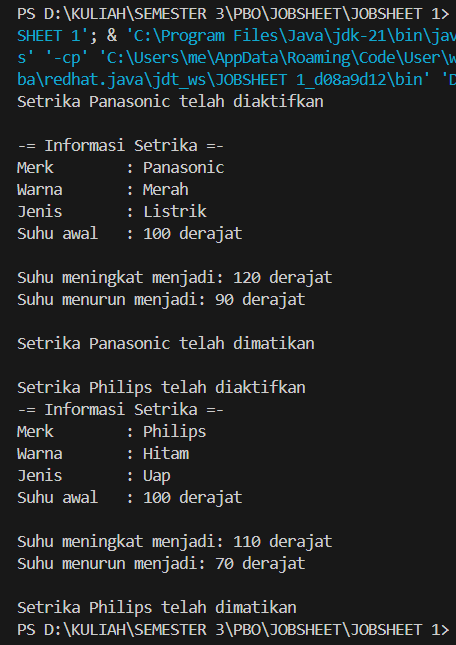 PS D:\KULIAH\SEMESTER 3\PBO\JOBSHEET\JOBSHEET 1>
SHEET 1'; & 'C:\Program Files\Java\jdk-21\bin\jav
s' '-cp' 'C:\Users\me\AppData\Roaming\Code\User\w
ba\redhat.java\jdt_ws\JOBSHEET 1_d08a9d12\bin' 'D
Setrika Panasonic telah diaktifkan
-= Informasi Setrika =-
Merk : Panasonic
Warna : Merah
Jenis : Listrik
Suhu awal : 100 derajat
Suhu meningkat menjadi: 120 derajat
Suhu menurun menjadi: 90 derajat
Setrika Panasonic telah dimatikan
Setrika Philips telah diaktifkan
-= Informasi Setrika =-
Merk : Philips
Warna : Hitam
Jenis : Uap
Suhu awal : 100 derajat
Suhu meningkat menjadi: 110 derajat
Suhu menurun menjadi: 70 derajat
Setrika Philips telah dimatikan
PS D:\KULIAH\SEMESTER 3\PBO\JOBSHEET\JOBSHEET 1>